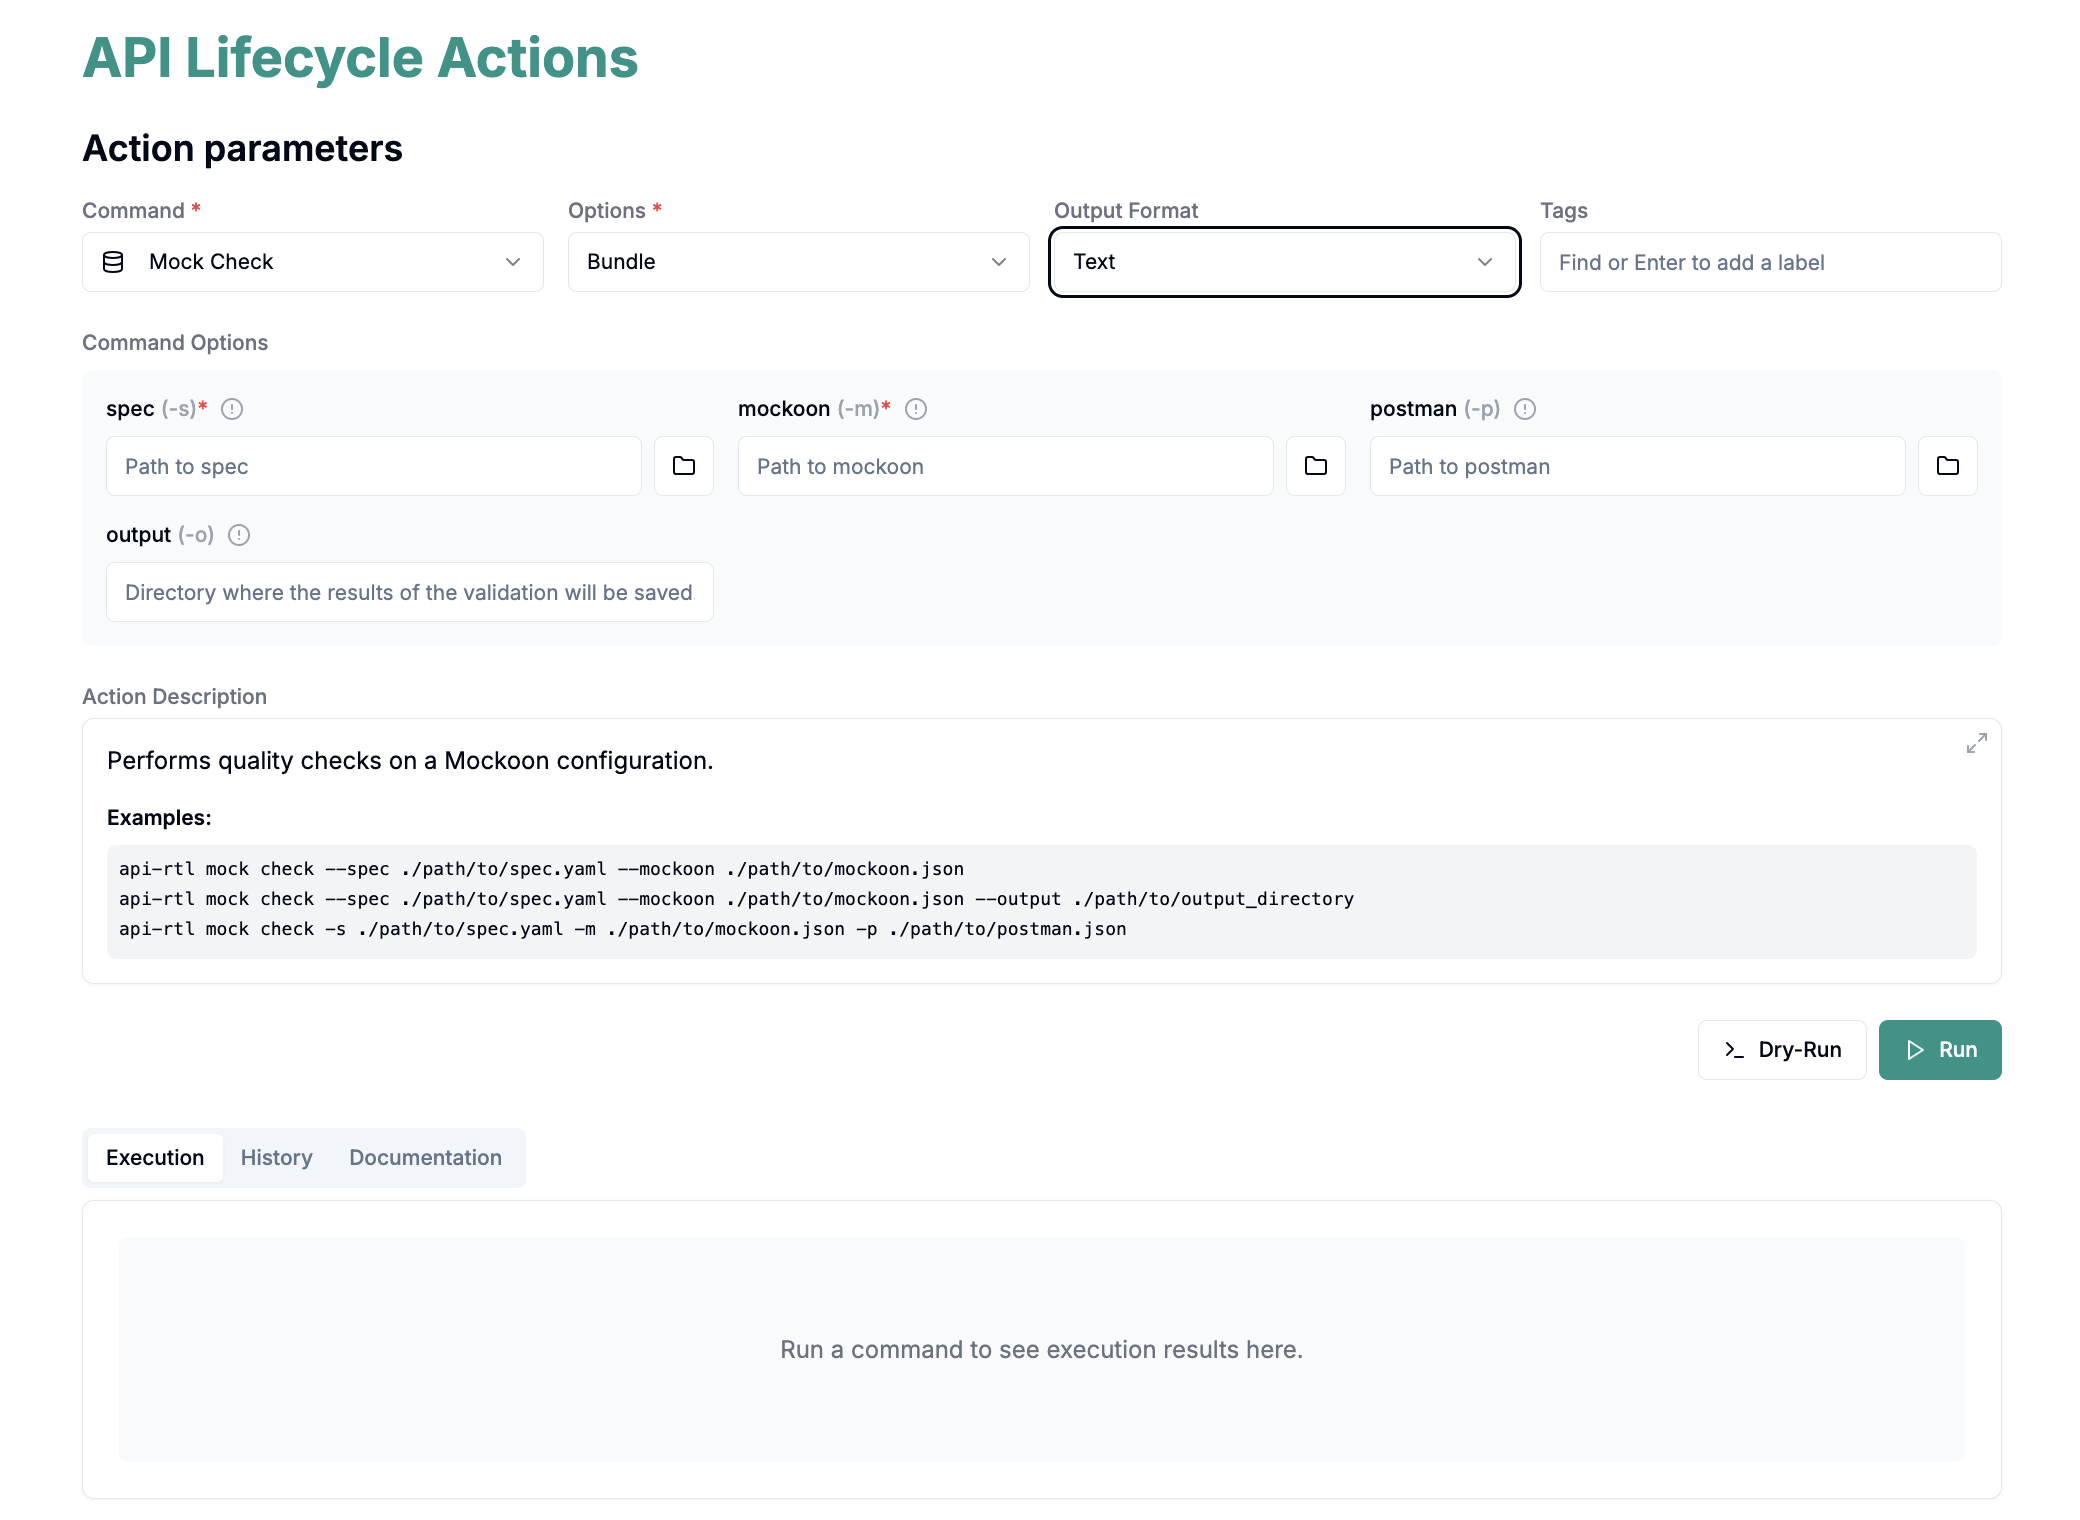 API Lifecycle Actions
Action parameters
Command *
Options *
Output Format
Tags
Mock Check
Bundle
Text
Find or Enter to add a label
Command Options
spec (-s)*
mockoon (-m)*
postman (-p)
Path to spec
Path to mockoon
Path to postman
output (-o)
Directory where the results of the validation will be saved.
Action Description
Performs quality checks on a Mockoon configuration.
Examples:
api-rtl mock check --spec ./path/to/spec.yaml --mockoon ./path/to/mockoon.json
api-rtl mock check --spec ./path/to/spec.yaml --mockoon ./path/to/mockoon.json --output ./path/to/output_directory
api-rtl mock check -s ./path/to/spec.yaml -m ./path/to/mockoon.json -p ./path/to/postman.json
Dry-Run
Run
Execution
History
Documentation
Run a command to see execution results here.